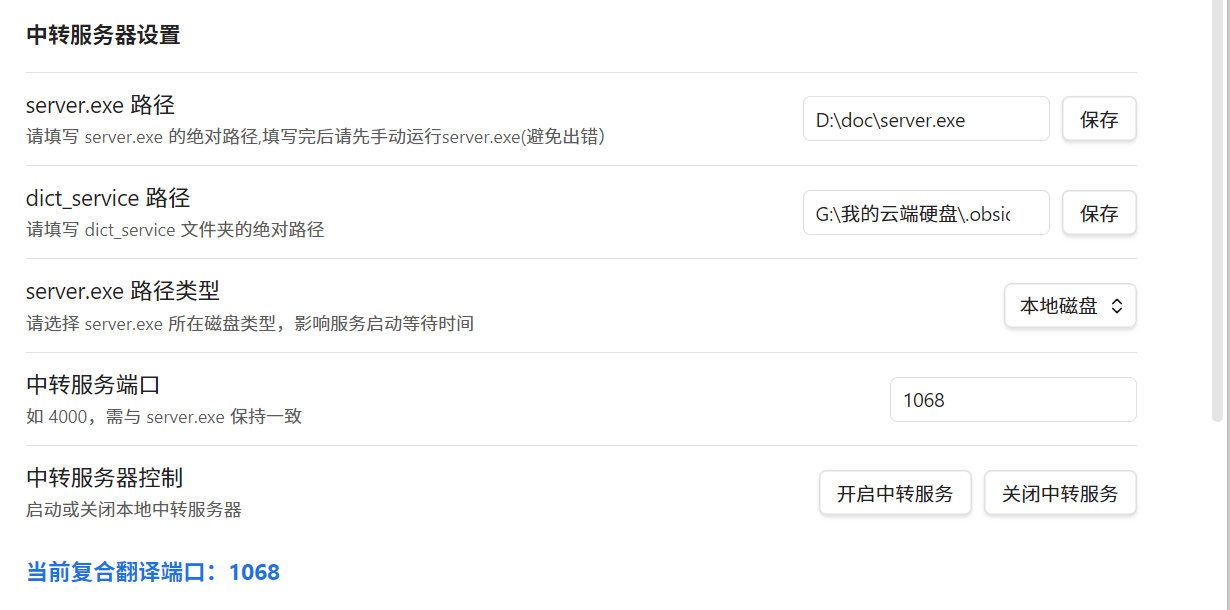 中转服务器设置
server.exe 路径
请填写 server.exe 的绝对路径,填写完后请先手动运行server.exe(避免出错）
D:\doc\server.exe
保存
dict_service 路径
请填写 dict_service 文件夹的绝对路径
G:\我的云端硬盘\.obsic
保存
server.exe 路径类型
请选择 server.exe 所在磁盘类型，影响服务启动等待时间
本地磁盘
中转服务端口
如 4000，需与 server.exe 保持一致
1068
中转服务器控制
启动或关闭本地中转服务器
开启中转服务
关闭中转服务
当前复合翻译端口：1068